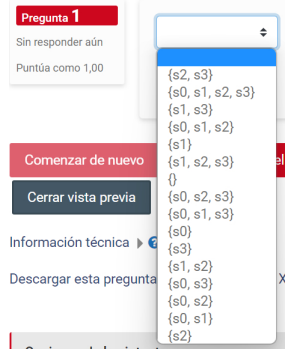 Pregunta 1
Sin responder aún
Puntúa como 1,00
{s2, s3}
{s0, s1, s2, s3}
{s1, s3}
{s0, s1, s2}
{s1}
{s1, s2, s3}
{}
{s0, s2, s3}
{s0, s1, s3}
{s0}
{s3}
{s1, s2}
{s0, s3}
{s0, s2}
{s0, s1}
{s2}
Comenzar de nuevo
Cerrar vista previa
Información técnica
Descargar esta pregunta